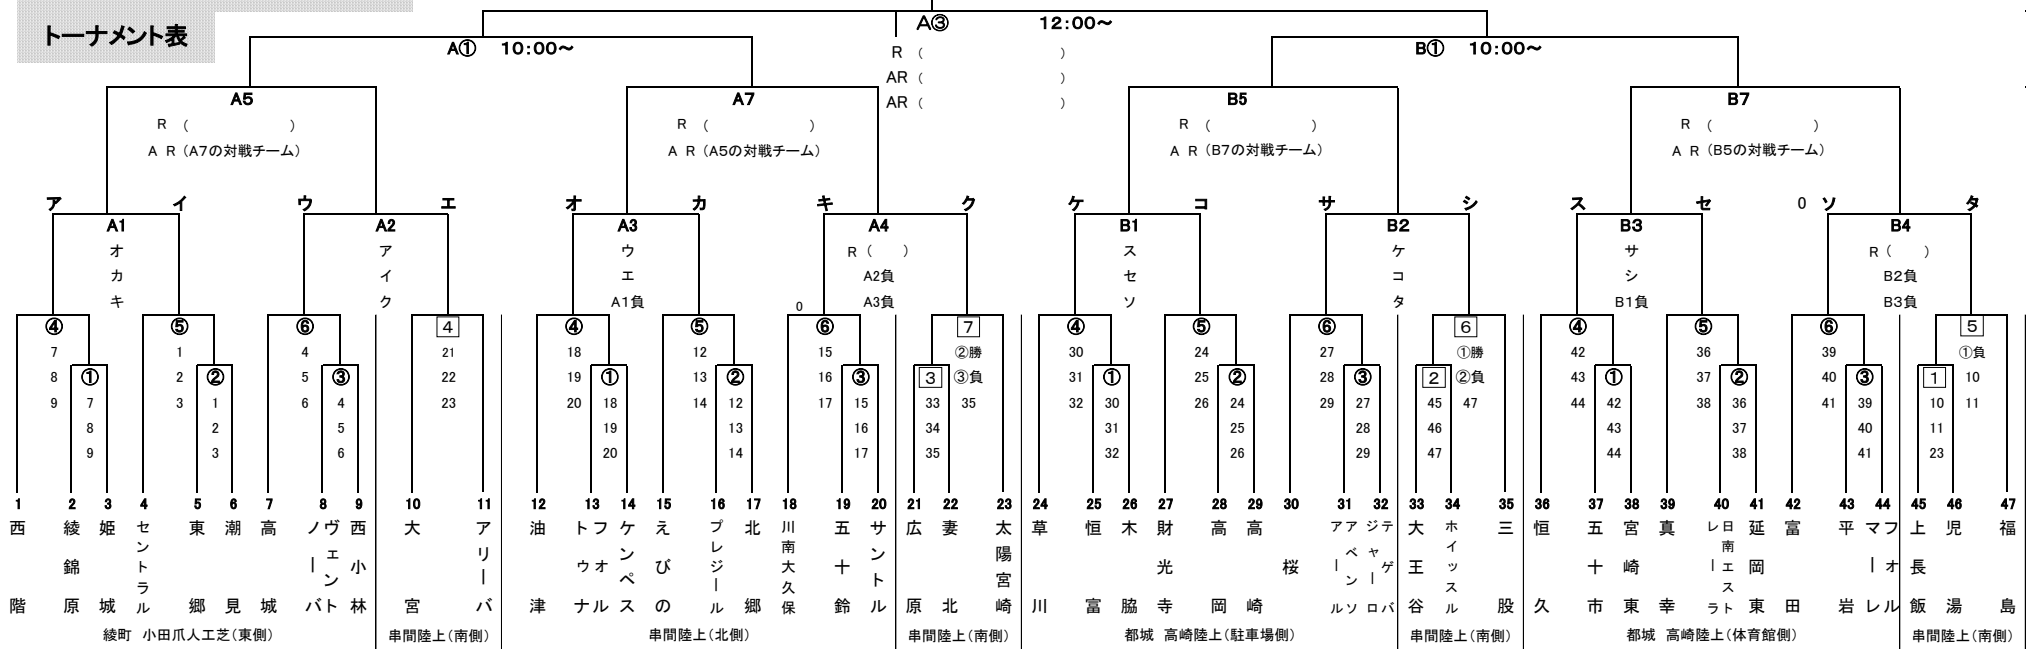 トーナメント表
A③ 12:00～
A① 10:00～
B① 10:00～
R ( )
AR ( )
AR ( )
A5
A7
B5
B7
R ( )
R ( )
R ( )
R ( )
A R (A7の対戦チーム)
A R (A5の対戦チーム)
A R (B7の対戦チーム)
A R (B5の対戦チーム)
ア イ ウ エ オ カ キ ク ケ コ サ シ ス セ 0 ソ タ
A1 A2 A3 A4 B1 B2 B3 B4
オ ア ウ R ( ) ス ケ サ R ( )
カ イ エ A2負 セ コ シ B2負
キ ク A1負 0 A3負 ソ タ B1負 B3負
④ ⑤ ⑥ 4 ④ ⑤ ⑥ 7 ④ ⑤ ⑥ 6 ④ ⑤ ⑥ 5
7 1 4 21 18 12 15 ②勝 30 24 27 ①勝 42 36 39 ①負
8 ① 2 ② 5 ③ 22 19 ① 13 ② 16 ③ 3 ③負 31 ① 25 ② 28 ③ 2 ②負 43 ① 37 ② 40 ③ 1 10
9 7 3 1 6 4 23 20 18 14 12 17 15 33 35 32 30 26 24 29 27 45 47 44 42 38 36 41 39 10 11
8 2 5 19 13 16 34 31 25 28 46 43 37 40 11
9 3 6 20 14 17 35 32 26 29 47 44 38 41 23
1 2 3 4 5 6 7 8 9 10 11 12 13 14 15 16 17 18 19 20 21 22 23 24 25 26 27 28 29 30 31 32 33 34 35 36 37 38 39 40 41 42 43 44 45 46 47
西階
綾錦原
姫城
セントラル
東郷
潮見
高城
ヴェントノーバ
西小林
大宮
アリーバ
油津
フォルトゥナ
ケンペス
えびの
プレジール
北郷
川南大久保
五十鈴
サントル
広原
妻北
太陽宮崎
草川
恒富
木脇
財光寺
高岡
高崎
桜
アベンソアール
テゲバジャーロ
大王谷
ホイッスル
三股
恒久
五十市
宮崎東
真幸
日南エストレーラ
延岡東
富田
平岩
フォルマーレ
上長飯
児湯
福島
綾町 小田爪人工芝(東側)
串間陸上(南側)
串間陸上(北側)
串間陸上(南側)
都城 高崎陸上(駐車場側)
串間陸上(南側)
都城 高崎陸上(体育館側)
串間陸上(南側)